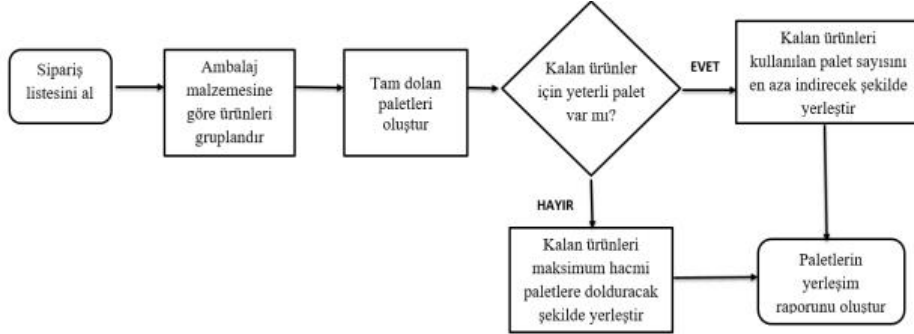 Sipariş
listesini al
Ambalaj
malzemesine
göre ürünleri
gruplandır
Tam dolan
paletleri
oluştur
Kalan ürünler
için yeterli palet
var mı?
EVET
Kalan ürünleri
kullanılan palet sayısını
en aza indirecek şekilde
yerleştir
HAYIR
Kalan ürünleri
maksimum hacmi
paletlere dolduracak
şekilde yerleştir
Paletlerin
yerleşim
raporunu oluştur